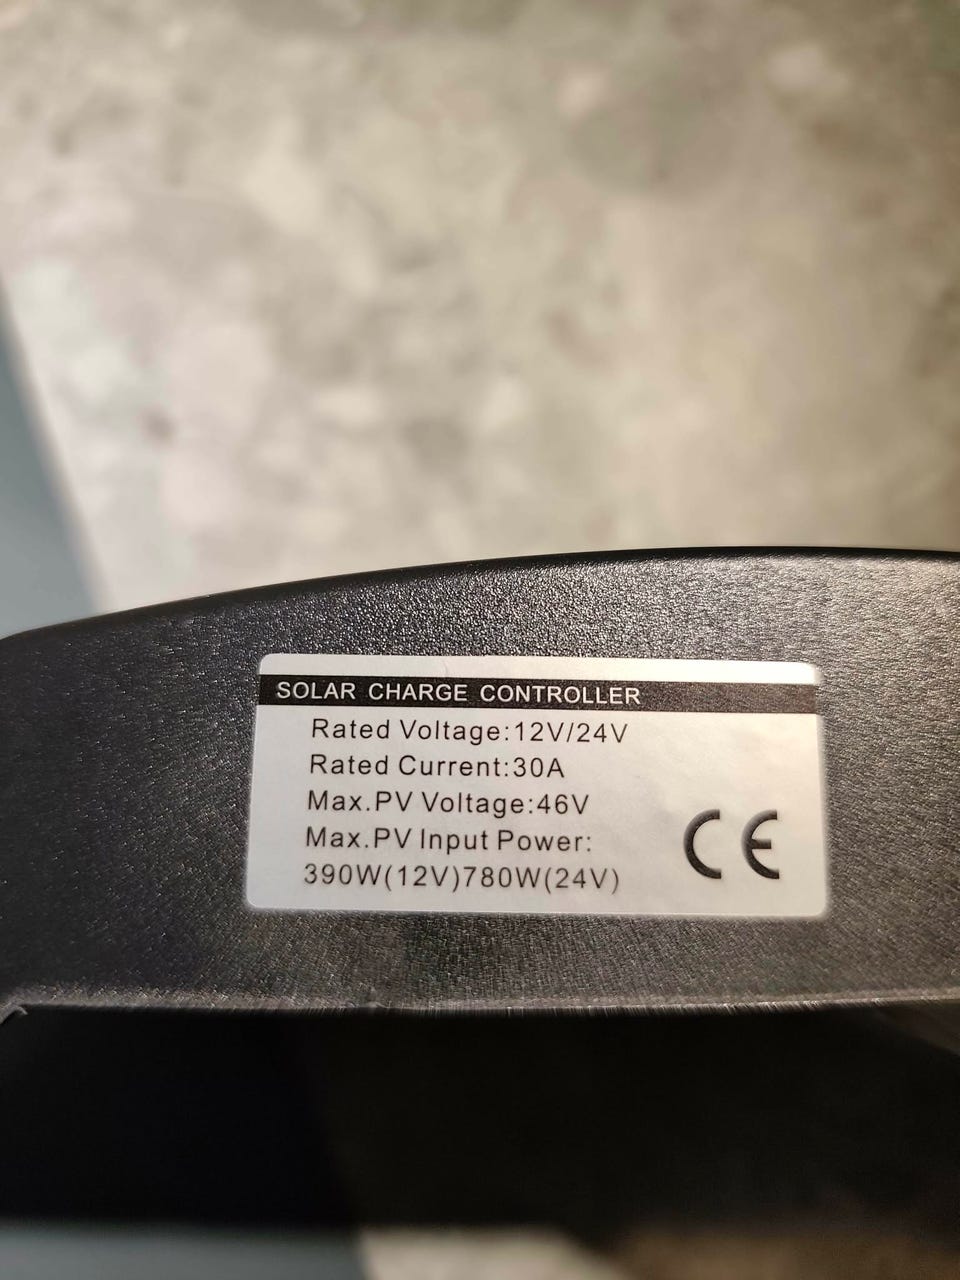 SOLAR CHARGE CONTROLLER
Rated Voltage:12V/24V
Rated Current:30A
Max.PV Voltage:46V
Max.PV Input Power:
390W(12V)780W(24V)
CE